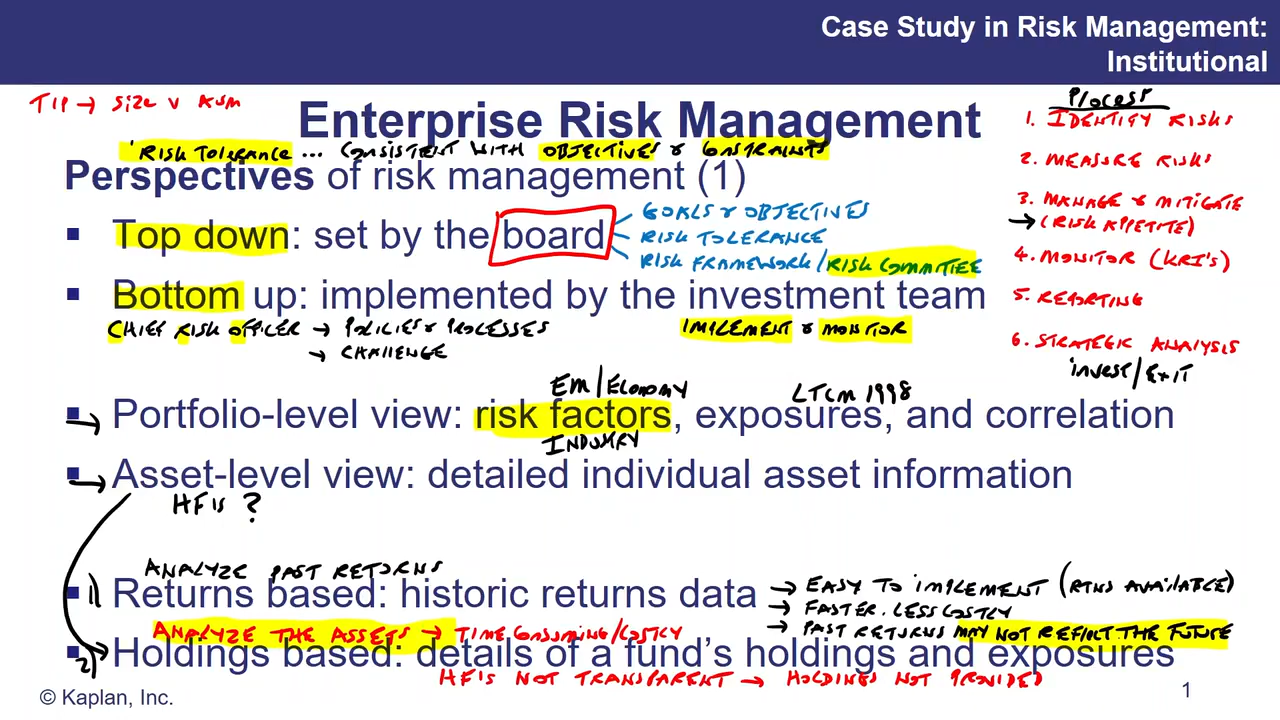 Case Study in Risk Management:
Institutional
TIP → SIZE V AUM
Enterprise Risk Management
'RISK TOLERANCE ... CONSISTENT WITH OBJECTIVES & CONSTRAINTS
Perspectives of risk management (1)
▪ Top down: set by the board
GOALS & OBJECTIVES
RISK TOLERANCE
RISK FRAMEWORK/RISK COMMITTEE
▪ Bottom up: implemented by the investment team
CHIEF RISK OFFICER → POLICIES & PROCESSES
→ CHALLENGE
IMPLEMENT & MONITOR
Process
1. IDENTIFY RISKS
2. MEASURE RISKS
3. MANAGE & MITIGATE
→ (RISK APPETITE)
4. MONITOR (KRI'S)
5. REPORTING
6. STRATEGIC ANALYSIS
INVEST/EXIT
EM/ECONOMY
LTCM 1998
▪ Portfolio-level view: risk factors, exposures, and correlation
INDUSTRY
▪ Asset-level view: detailed individual asset information
HF IS ?
ANALYZE PAST RETURNS
▪ 1) Returns based: historic returns data
→ EASY TO IMPLEMENT (RTNS AVAILABLE)
→ FASTER. LESS COSTLY
→ PAST RETURNS MAY NOT REFLECT THE FUTURE
ANALYZE THE ASSETS → TIME CONSUMING/COSTLY
▪ 2) Holdings based: details of a fund's holdings and exposures
HF IS NOT TRANSPARENT → HOLDINGS NOT PROVIDED
© Kaplan, Inc.
1